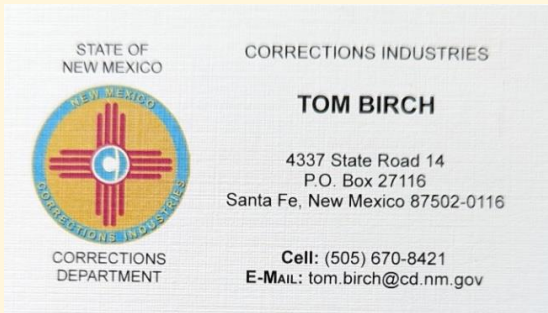 STATE OF
NEW MEXICO
NEW MEXICO
CORRECTIONS INDUSTRIES
CI
CORRECTIONS
DEPARTMENT
CORRECTIONS INDUSTRIES
TOM BIRCH
4337 State Road 14
P.O. Box 27116
Santa Fe, New Mexico 87502-0116
Cell: (505) 670-8421
E-MAIL: tom.birch@cd.nm.gov